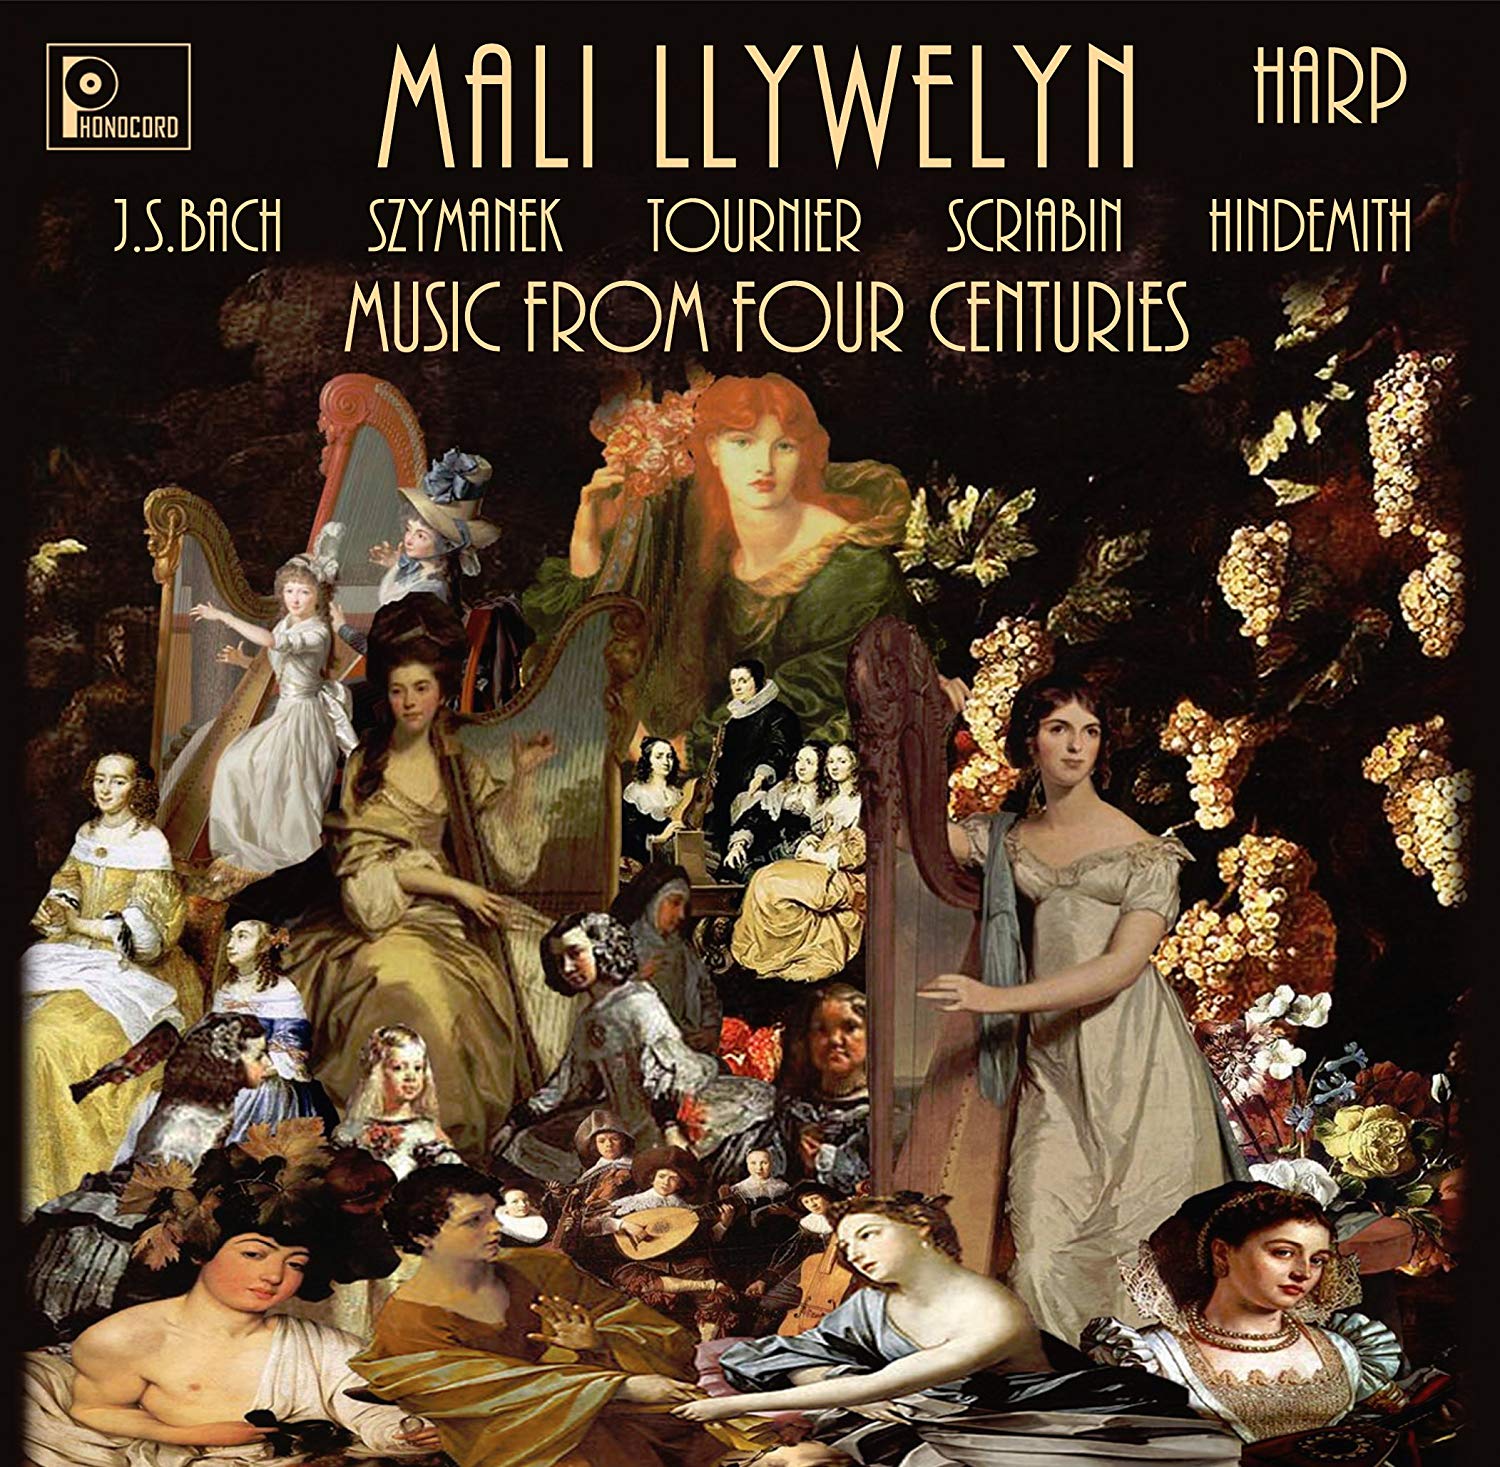 PHONOCORD
MALI LLYWELYN
HARP
J.S.BACH SZYMANEK TOURNIER SCRIABIN HINDEMITH
MUSIC FROM FOUR CENTURIES